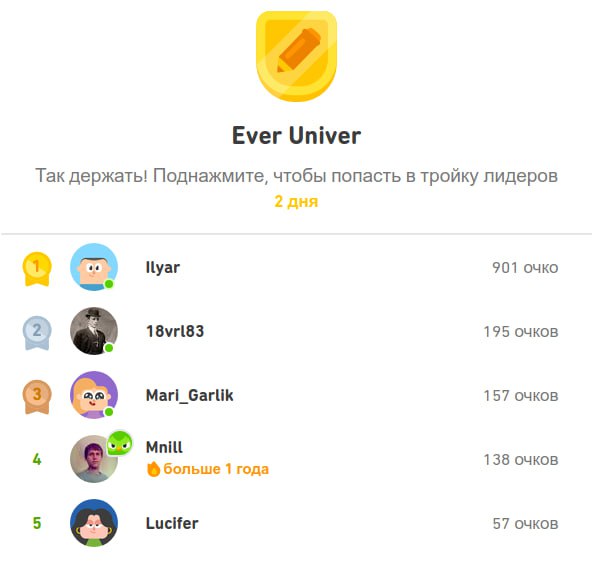 Ever Univer
Так держать! Поднажмите, чтобы попасть в тройку лидеров
2 дня
1 Ilyar 901 очко
2 18vrl83 195 очков
3 Mari_Garlik 157 очков
4 Mnill 138 очков
больше 1 года
5 Lucifer 57 очков